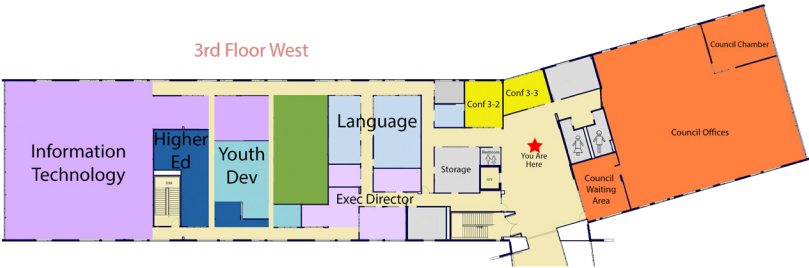 3rd Floor West
Council Chamber
Conf 3-3
Conf 3-2
Language
Higher
Ed
Information
Technology
Youth
Dev
Council Offices
You Are
Here
Storage
Council
Waiting
Area
Exec Director